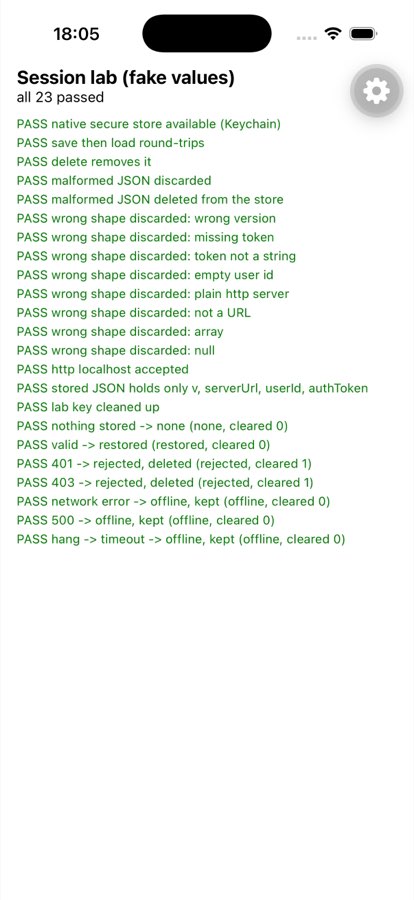 18:05
Session lab (fake values)
all 23 passed
PASS native secure store available (Keychain)
PASS save then load round-trips
PASS delete removes it
PASS malformed JSON discarded
PASS malformed JSON deleted from the store
PASS wrong shape discarded: wrong version
PASS wrong shape discarded: missing token
PASS wrong shape discarded: token not a string
PASS wrong shape discarded: empty user id
PASS wrong shape discarded: plain http server
PASS wrong shape discarded: not a URL
PASS wrong shape discarded: array
PASS wrong shape discarded: null
PASS http localhost accepted
PASS stored JSON holds only v, serverUrl, userId, authToken
PASS lab key cleaned up
PASS nothing stored -> none (none, cleared 0)
PASS valid -> restored (restored, cleared 0)
PASS 401 -> rejected, deleted (rejected, cleared 1)
PASS 403 -> rejected, deleted (rejected, cleared 1)
PASS network error -> offline, kept (offline, cleared 0)
PASS 500 -> offline, kept (offline, cleared 0)
PASS hang -> timeout -> offline, kept (offline, cleared 0)